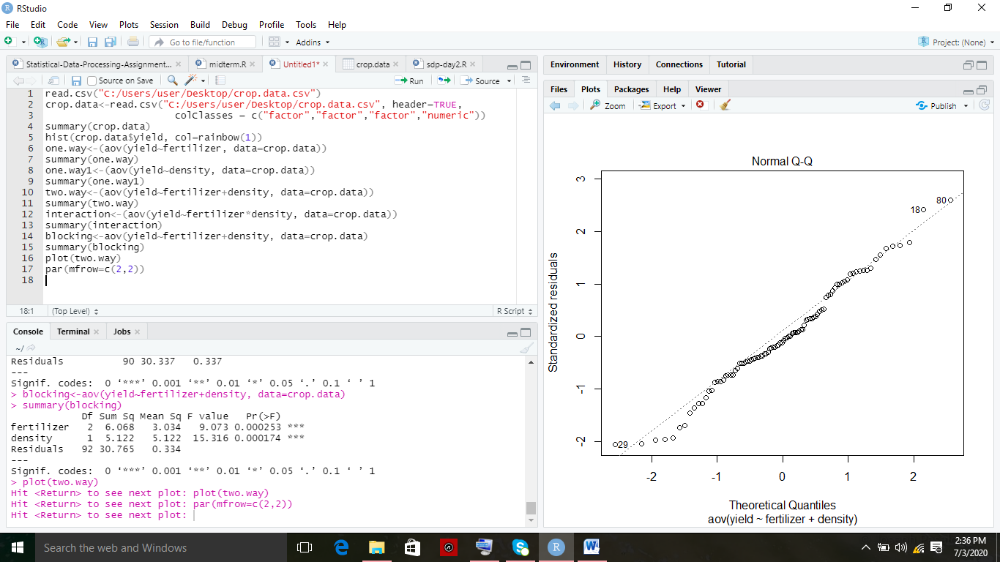 RStudio
File Edit Code View Plots Session Build Debug Profile Tools Help
Go to file/function Addins Project: (None)
Statistical-Data-Processing-Assignment... midterm.R Untitled1* crop.data sdp-day2.R
Source on Save Run Source
1 read.csv("C:/Users/user/Desktop/crop.data.csv")
2 crop.data<-read.csv("C:/Users/user/Desktop/crop.data.csv", header=TRUE,
3 colClasses = c("factor","factor","factor","numeric"))
4 summary(crop.data)
5 hist(crop.data$yield, col=rainbow(1))
6 one.way<-(aov(yield~fertilizer, data=crop.data))
7 summary(one.way)
8 one.way1<-(aov(yield~density, data=crop.data))
9 summary(one.way1)
10 two.way<-(aov(yield~fertilizer+density, data=crop.data))
11 summary(two.way)
12 interaction<-(aov(yield~fertilizer*density, data=crop.data))
13 summary(interaction)
14 blocking<-aov(yield~fertilizer+density, data=crop.data)
15 summary(blocking)
16 plot(two.way)
17 par(mfrow=c(2,2))
18
18:1 (Top Level) R Script
Console Terminal Jobs
~/
Residuals 90 30.337 0.337
---
Signif. codes: 0 ‘***’ 0.001 ‘**’ 0.01 ‘*’ 0.05 ‘.’ 0.1 ‘ ’ 1
> blocking<-aov(yield~fertilizer+density, data=crop.data)
> summary(blocking)
Df Sum Sq Mean Sq F value Pr(>F)
fertilizer 2 6.068 3.034 9.073 0.000253 ***
density 1 5.122 5.122 15.316 0.000174 ***
Residuals 92 30.765 0.334
---
Signif. codes: 0 ‘***’ 0.001 ‘**’ 0.01 ‘*’ 0.05 ‘.’ 0.1 ‘ ’ 1
> plot(two.way)
Hit <Return> to see next plot: plot(two.way)
Hit <Return> to see next plot: par(mfrow=c(2,2))
Hit <Return> to see next plot:
Environment History Connections Tutorial
Files Plots Packages Help Viewer
Zoom Export Publish
Normal Q-Q
Standardized residuals
3
2
1
0
-1
-2
80
18
29
-2 -1 0 1 2
Theoretical Quantiles
aov(yield ~ fertilizer + density)
Search the web and Windows
2:36 PM
7/3/2020